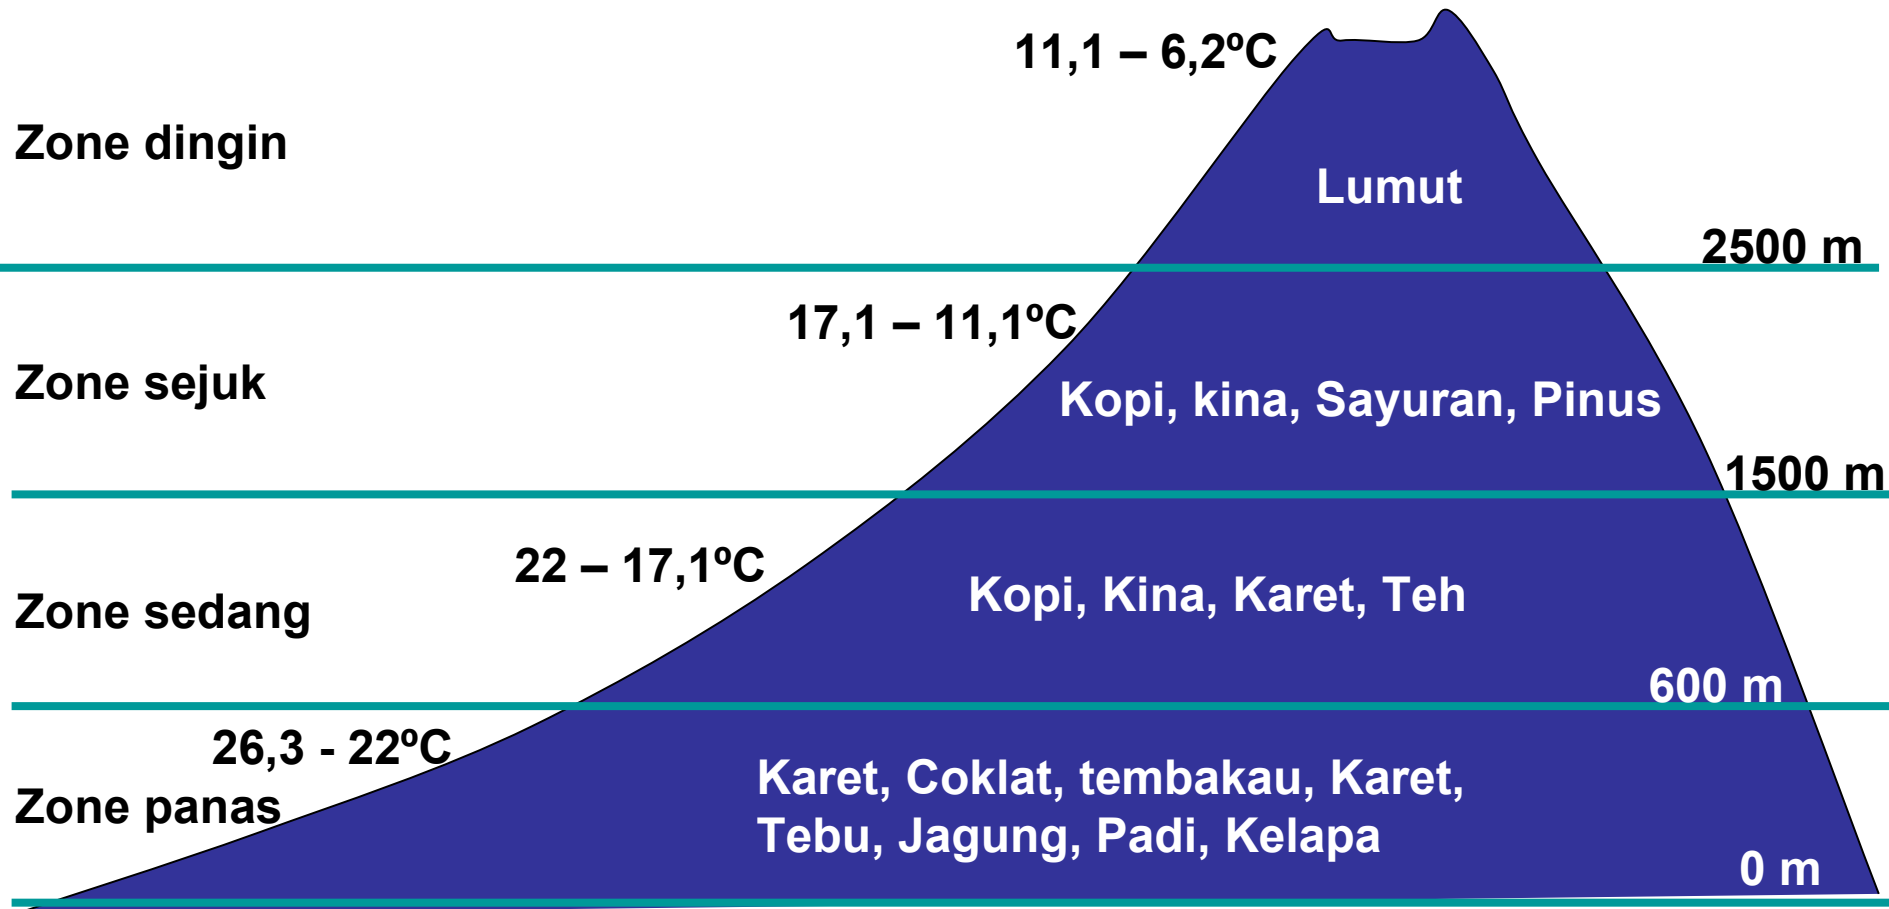 11,1 – 6,2ºC
Zone dingin
Lumut
2500 m
17,1 – 11,1ºC
Zone sejuk
Kopi, kina, Sayuran, Pinus
1500 m
22 – 17,1ºC
Zone sedang
Kopi, Kina, Karet, Teh
600 m
26,3 - 22ºC
Zone panas
Karet, Coklat, tembakau, Karet,
Tebu, Jagung, Padi, Kelapa
0 m